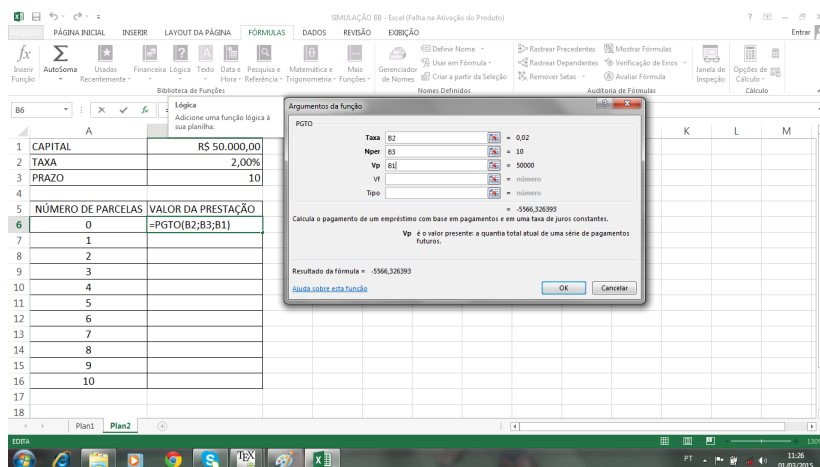 SIMULAÇÃO BB - Excel (Falha na Ativação do Produto)
ARQUIVO PÁGINA INICIAL INSERIR LAYOUT DA PÁGINA FÓRMULAS DADOS REVISÃO EXIBIÇÃO Entrar
Inserir Função
AutoSoma
Usadas Recentemente
Financeira
Lógica
Texto
Data e Hora
Pesquisa e Referência
Matemática e Trigonometria
Mais Funções
Biblioteca de Funções
Gerenciador de Nomes
Definir Nome
Usar em Fórmula
Criar a partir da Seleção
Nomes Definidos
Rastrear Precedentes
Rastrear Dependentes
Remover Setas
Mostrar Fórmulas
Verificação de Erros
Avaliar Fórmula
Auditoria de Fórmulas
Janela de Inspeção
Opções de Cálculo
Cálculo
B6 fx =
Lógica
Adicione uma função lógica à
sua planilha.
A K L M
1 CAPITAL R$ 50.000,00
2 TAXA 2,00%
3 PRAZO 10
4
5 NÚMERO DE PARCELAS VALOR DA PRESTAÇÃO
6 0 =PGTO(B2;B3;B1)
7 1
8 2
9 3
10 4
11 5
12 6
13 7
14 8
15 9
16 10
17
18
Argumentos da função
PGTO
Taxa B2 = 0,02
Nper B3 = 10
Vp B1 = 50000
Vf = número
Tipo = número
= -5566,326393
Calcula o pagamento de um empréstimo com base em pagamentos e em uma taxa de juros constantes.
Vp é o valor presente: a quantia total atual de uma série de pagamentos
futuros.
Resultado da fórmula = -5566,326393
Ajuda sobre esta função
OK Cancelar
Plan1 Plan2
EDITA
TEX
PT
11:26
01/03/2015